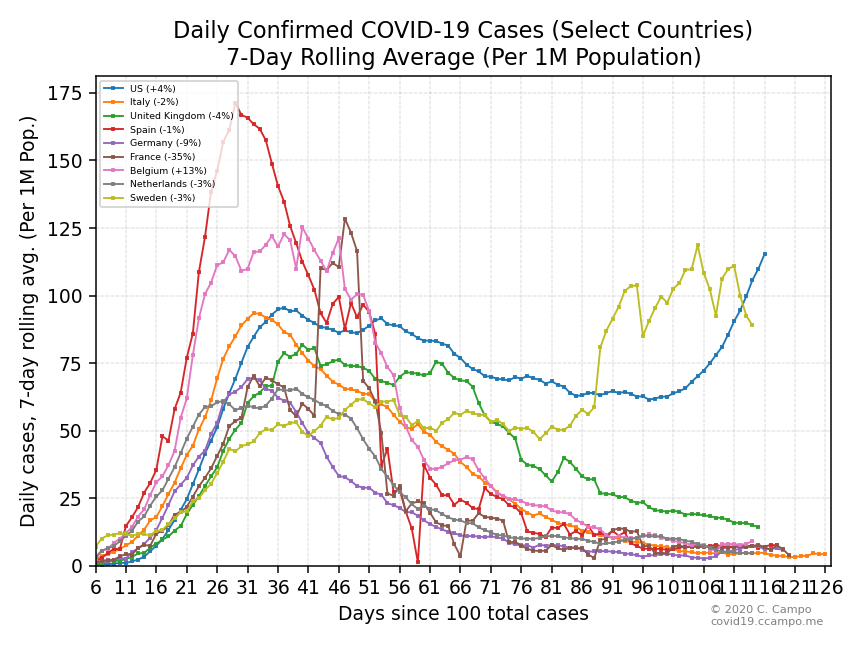 Daily Confirmed COVID-19 Cases (Select Countries)
7-Day Rolling Average (Per 1M Population)
Daily cases, 7-day rolling avg. (Per 1M Pop.)
175
150
125
100
75
50
25
0
US (+4%)
Italy (-2%)
United Kingdom (-4%)
Spain (-1%)
Germany (-9%)
France (-35%)
Belgium (+13%)
Netherlands (-3%)
Sweden (-3%)
6 11 16 21 26 31 36 41 46 51 56 61 66 71 76 81 86 91 96 101 106 111 116 121 126
Days since 100 total cases
© 2020 C. Campo
covid19.ccampo.me